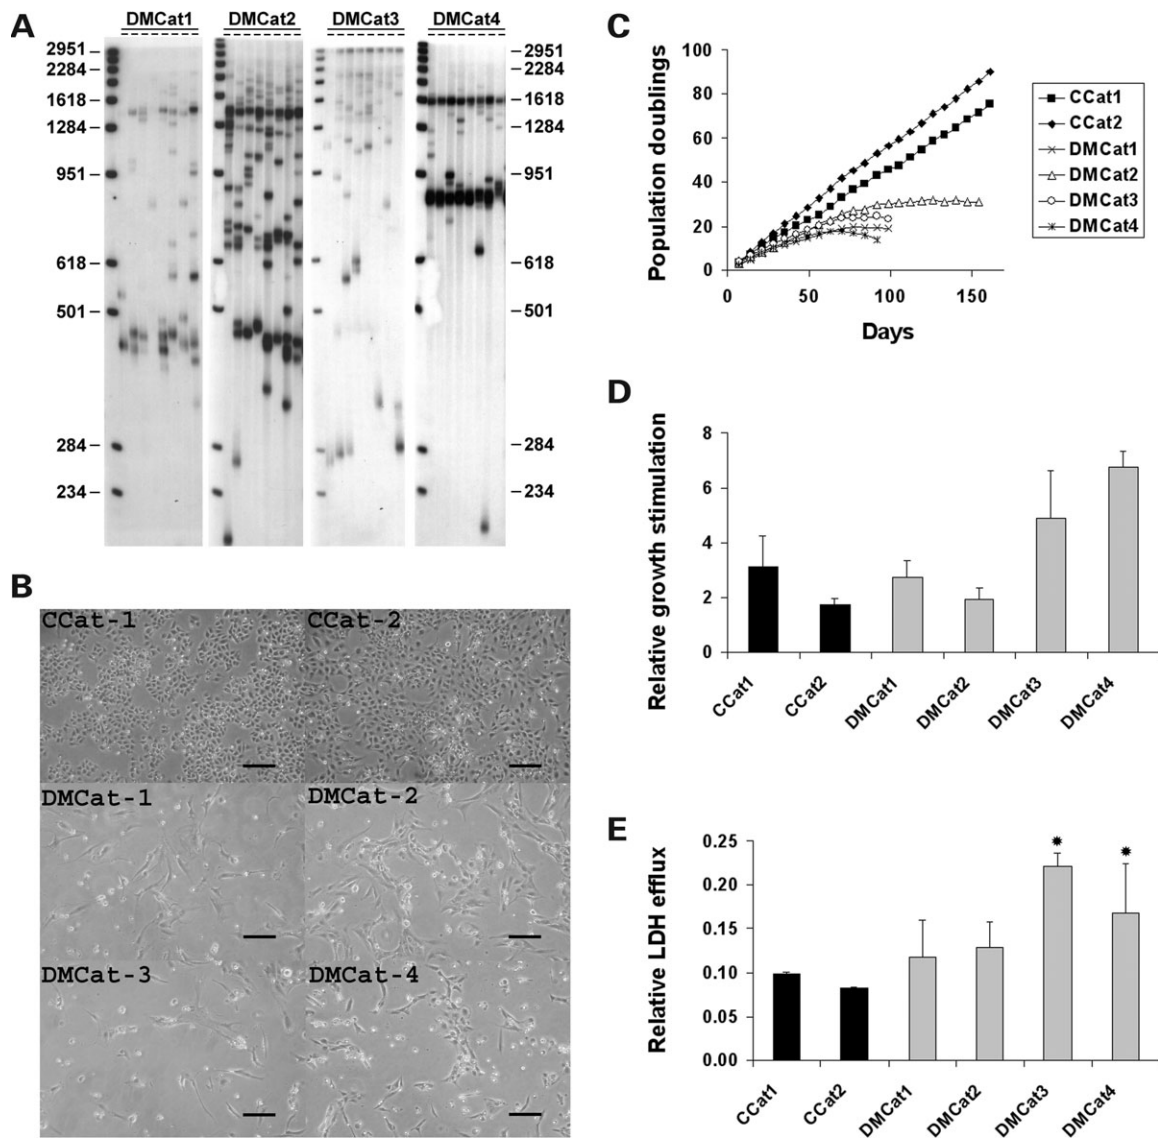 A
DMCat1 DMCat2 DMCat3 DMCat4
2951 2951
2284 2284
1618 1618
1284 1284
951 951
618 618
501 501
284 284
234 234
B
CCat-1 CCat-2
DMCat-1 DMCat-2
DMCat-3 DMCat-4
C
Population doublings
100
80
60
40
20
0
0 50 100 150
Days
CCat1
CCat2
DMCat1
DMCat2
DMCat3
DMCat4
D
Relative growth stimulation
8
6
4
2
0
CCat1 CCat2 DMCat1 DMCat2 DMCat3 DMCat4
E
Relative LDH efflux
0.25
0.20
0.15
0.10
0.05
0.00
CCat1 CCat2 DMCat1 DMCat2 DMCat3 DMCat4